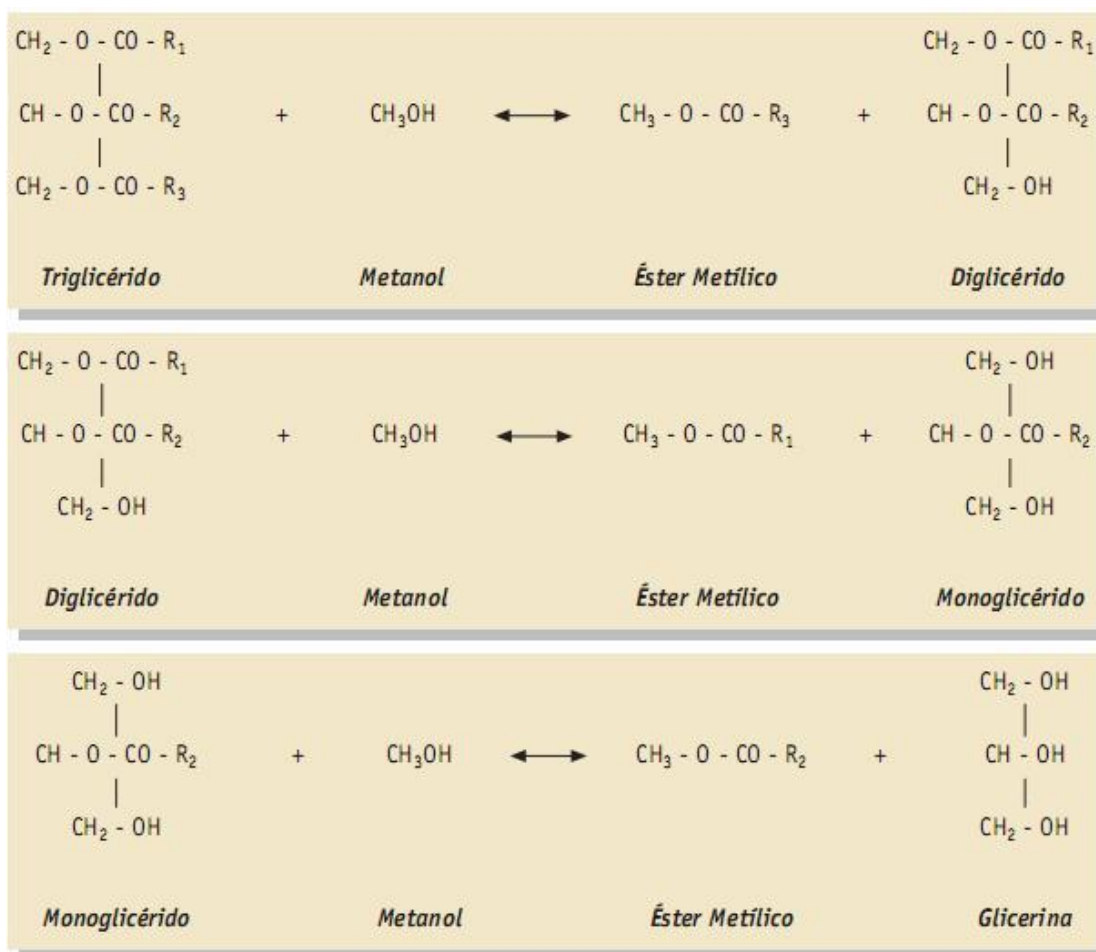 CH₂ - O - CO - R₁ CH₂ - O - CO - R₁
|                 |
CH - O - CO - R₂ + CH₃OH ↔ CH₃ - O - CO - R₃ + CH - O - CO - R₂
|                 |
CH₂ - O - CO - R₃ CH₂ - OH
Triglicérido Metanol Éster Metílico Diglicérido
CH₂ - O - CO - R₁ CH₂ - OH
|                 |
CH - O - CO - R₂ + CH₃OH ↔ CH₃ - O - CO - R₁ + CH - O - CO - R₂
|                 |
CH₂ - OH CH₂ - OH
Diglicérido Metanol Éster Metílico Monoglicérido
CH₂ - OH CH₂ - OH
|                 |
CH - O - CO - R₂ + CH₃OH ↔ CH₃ - O - CO - R₂ + CH - OH
|                 |
CH₂ - OH CH₂ - OH
Monoglicérido Metanol Éster Metílico Glicerina